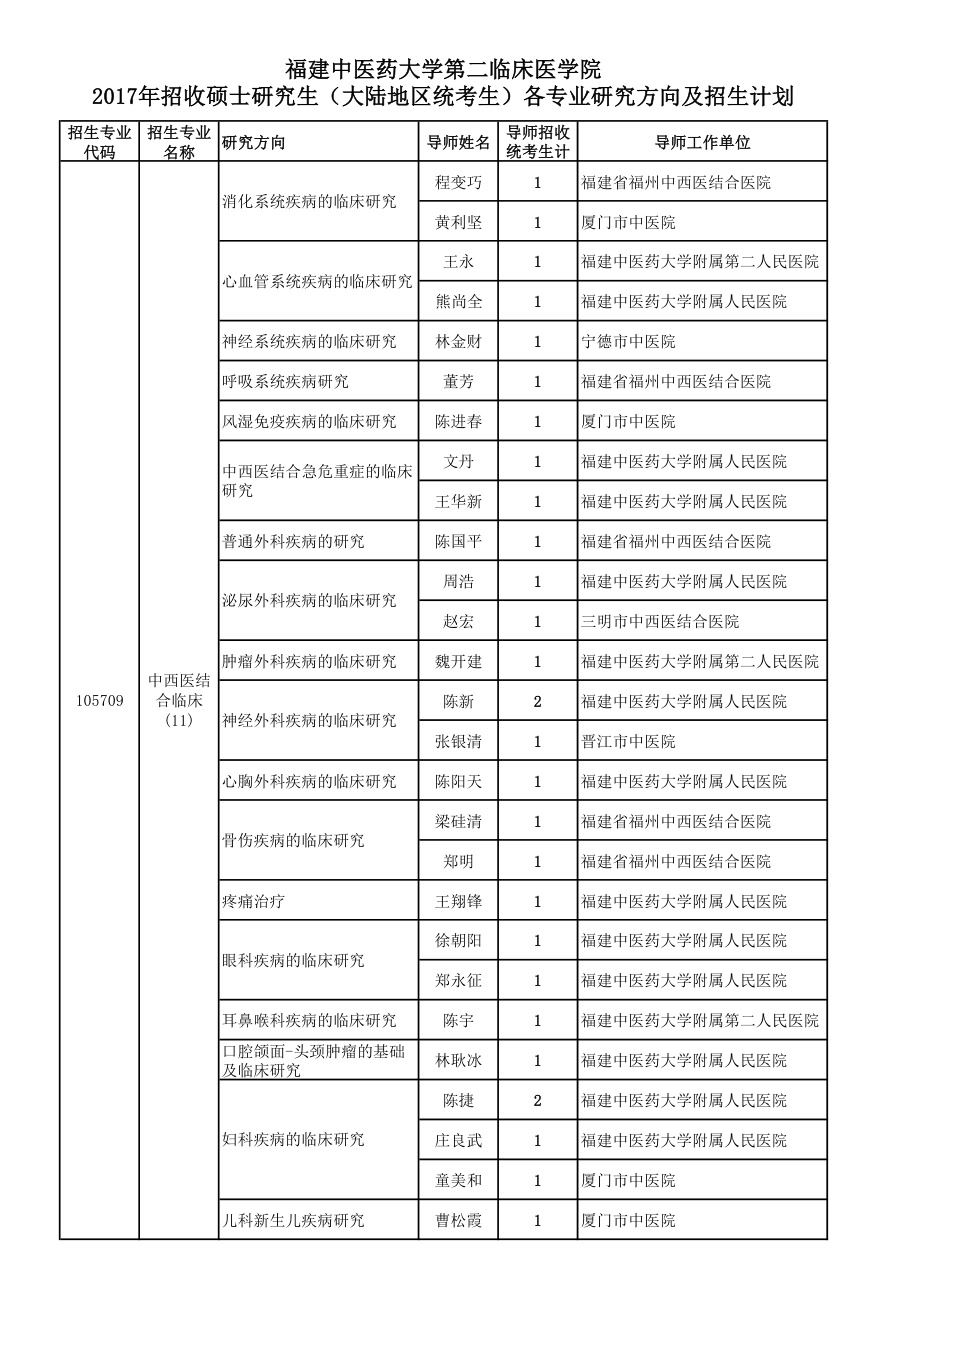 福建中医药大学第二临床医学院
2017年招收硕士研究生（大陆地区统考生）各专业研究方向及招生计划
招生专业代码 招生专业名称 研究方向 导师姓名 导师招收统考生计 导师工作单位
105709 中西医结合临床(11) 消化系统疾病的临床研究 程变巧 1 福建省福州中西医结合医院
黄利坚 1 厦门市中医院
心血管系统疾病的临床研究 王永 1 福建中医药大学附属第二人民医院
熊尚全 1 福建中医药大学附属人民医院
神经系统疾病的临床研究 林金财 1 宁德市中医院
呼吸系统疾病研究 董芳 1 福建省福州中西医结合医院
风湿免疫疾病的临床研究 陈进春 1 厦门市中医院
中西医结合急危重症的临床研究 文丹 1 福建中医药大学附属人民医院
王华新 1 福建中医药大学附属人民医院
普通外科疾病的研究 陈国平 1 福建省福州中西医结合医院
泌尿外科疾病的临床研究 周浩 1 福建中医药大学附属人民医院
赵宏 1 三明市中西医结合医院
肿瘤外科疾病的临床研究 魏开建 1 福建中医药大学附属第二人民医院
神经外科疾病的临床研究 陈新 2 福建中医药大学附属人民医院
张银清 1 晋江市中医院
心胸外科疾病的临床研究 陈阳天 1 福建中医药大学附属人民医院
骨伤疾病的临床研究 梁硅清 1 福建省福州中西医结合医院
郑明 1 福建省福州中西医结合医院
疼痛治疗 王翔锋 1 福建中医药大学附属人民医院
眼科疾病的临床研究 徐朝阳 1 福建中医药大学附属人民医院
郑永征 1 福建中医药大学附属人民医院
耳鼻喉科疾病的临床研究 陈宇 1 福建中医药大学附属第二人民医院
口腔颌面-头颈肿瘤的基础及临床研究 林耿冰 1 福建中医药大学附属人民医院
妇科疾病的临床研究 陈捷 2 福建中医药大学附属人民医院
庄良武 1 福建中医药大学附属人民医院
童美和 1 厦门市中医院
儿科新生儿疾病研究 曹松霞 1 厦门市中医院